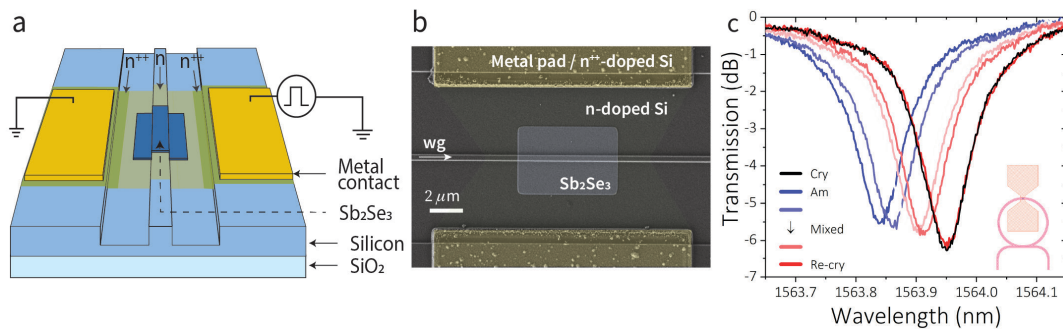 a
n⁺⁺ n n⁺⁺
Metal
contact
Sb₂Se₃
Silicon
SiO₂
b
Metal pad / n⁺⁺-doped Si
n-doped Si
wg
Sb₂Se₃
2 μm
c
Transmission (dB)
0
-1
-2
-3
-4
-5
-6
-7
Cry
Am
Mixed
Re-cry
1563.7 1563.8 1563.9 1564.0 1564.1
Wavelength (nm)